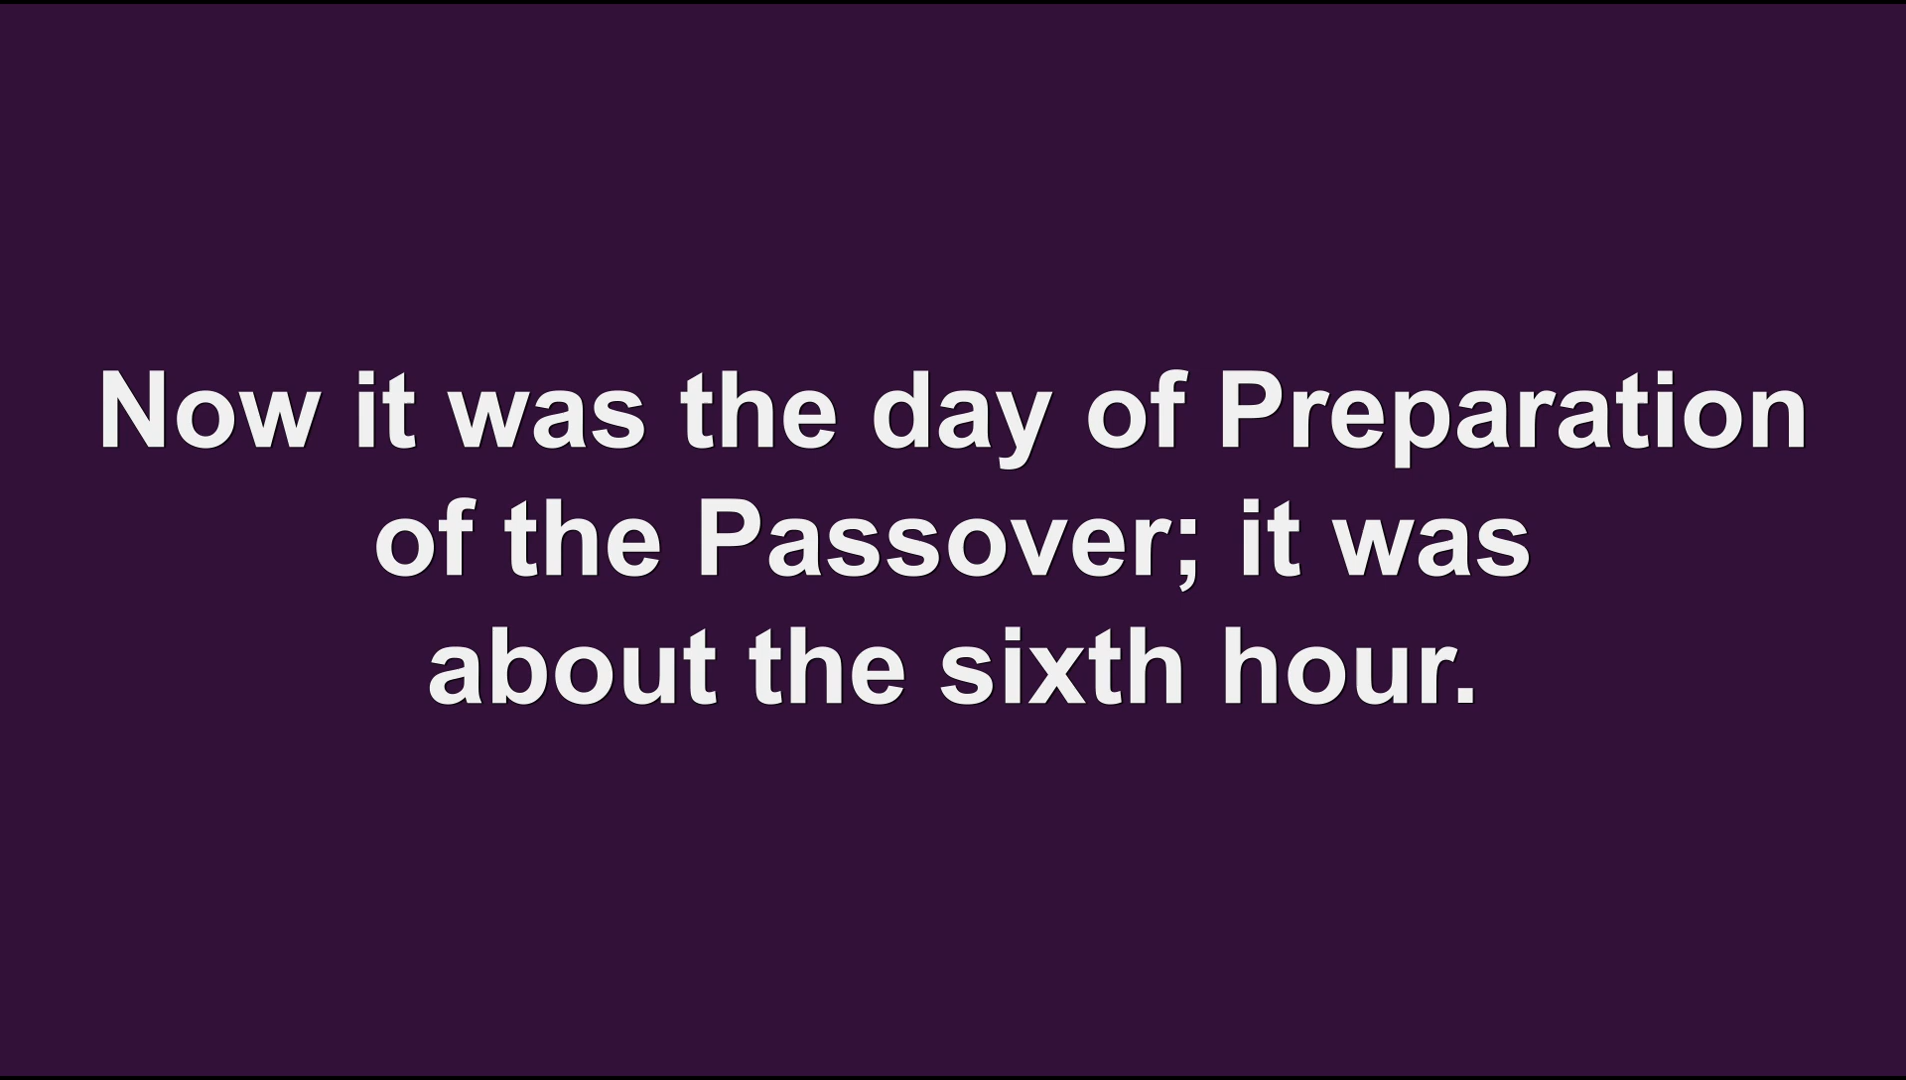 Now it was the day of Preparation
of the Passover; it was
about the sixth hour.